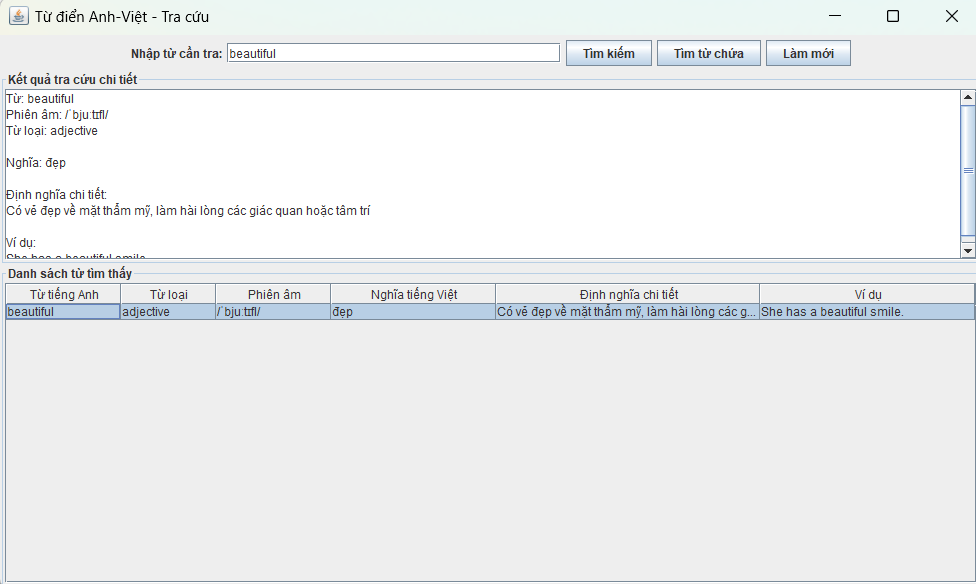 Từ điển Anh-Việt - Tra cứu
Nhập từ cần tra: beautiful Tìm kiếm Tìm từ chứa Làm mới
Kết quả tra cứu chi tiết
Từ: beautiful
Phiên âm: /ˈbjuːtɪfl/
Từ loại: adjective
Nghĩa: đẹp
Định nghĩa chi tiết:
Có vẻ đẹp về mặt thẩm mỹ, làm hài lòng các giác quan hoặc tâm trí
Ví dụ:
She has a beautiful smile.
Danh sách từ tìm thấy
Từ tiếng Anh Từ loại Phiên âm Nghĩa tiếng Việt Định nghĩa chi tiết Ví dụ
beautiful adjective /ˈbjuːtɪfl/ đẹp Có vẻ đẹp về mặt thẩm mỹ, làm hài lòng các g... She has a beautiful smile.